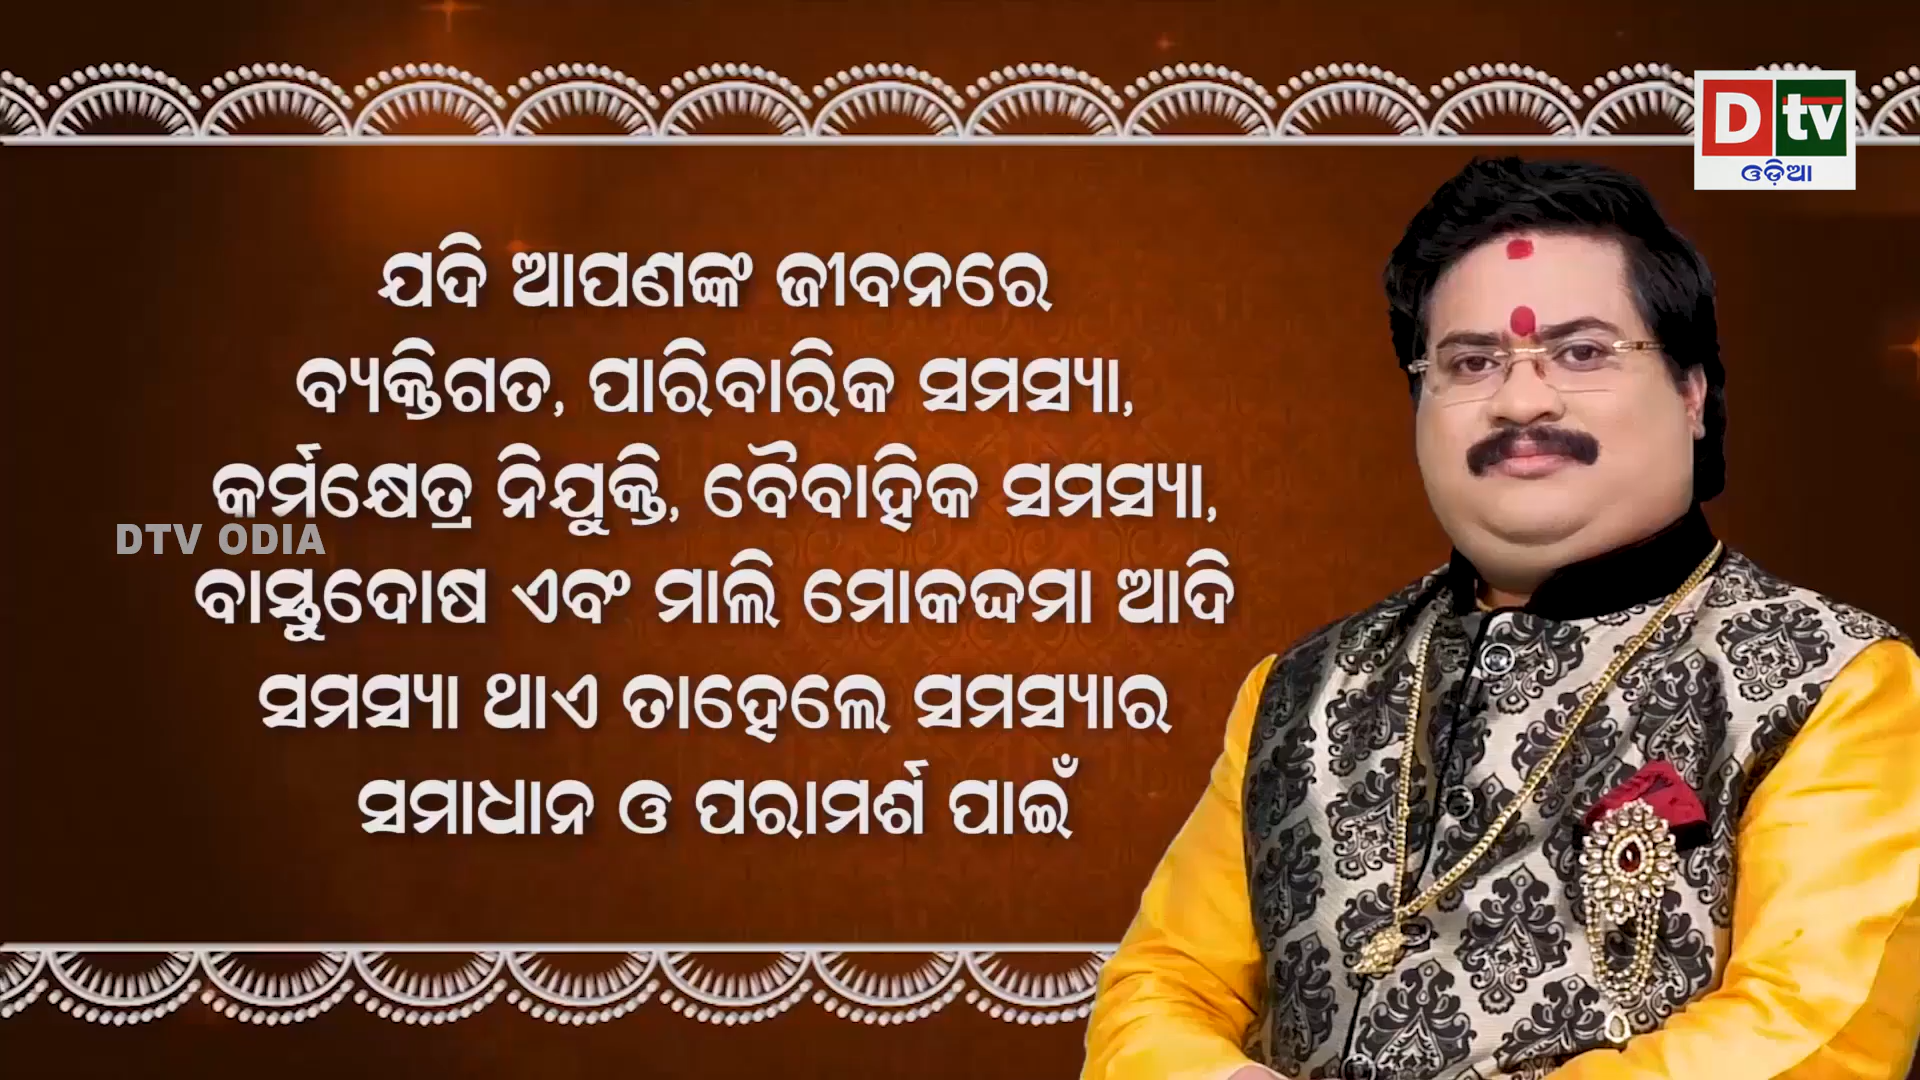 D tv
ଓଡ଼ିଆ
ଯଦି ଆପଣଙ୍କ ଜୀବନରେ
ବ୍ୟକ୍ତିଗତ, ପାରିବାରିକ ସମସ୍ୟା,
କର୍ମକ୍ଷେତ୍ର ନିଯୁକ୍ତି, ବୈବାହିକ ସମସ୍ୟା,
DTV ODIA
ବାସ୍ତୁଦୋଷ ଏବଂ ମାଲି ମୋକଦ୍ଦମା ଆଦି
ସମସ୍ୟା ଥାଏ ତାହେଲେ ସମସ୍ୟାର
ସମାଧାନ ଓ ପରାମର୍ଶ ପାଇଁ